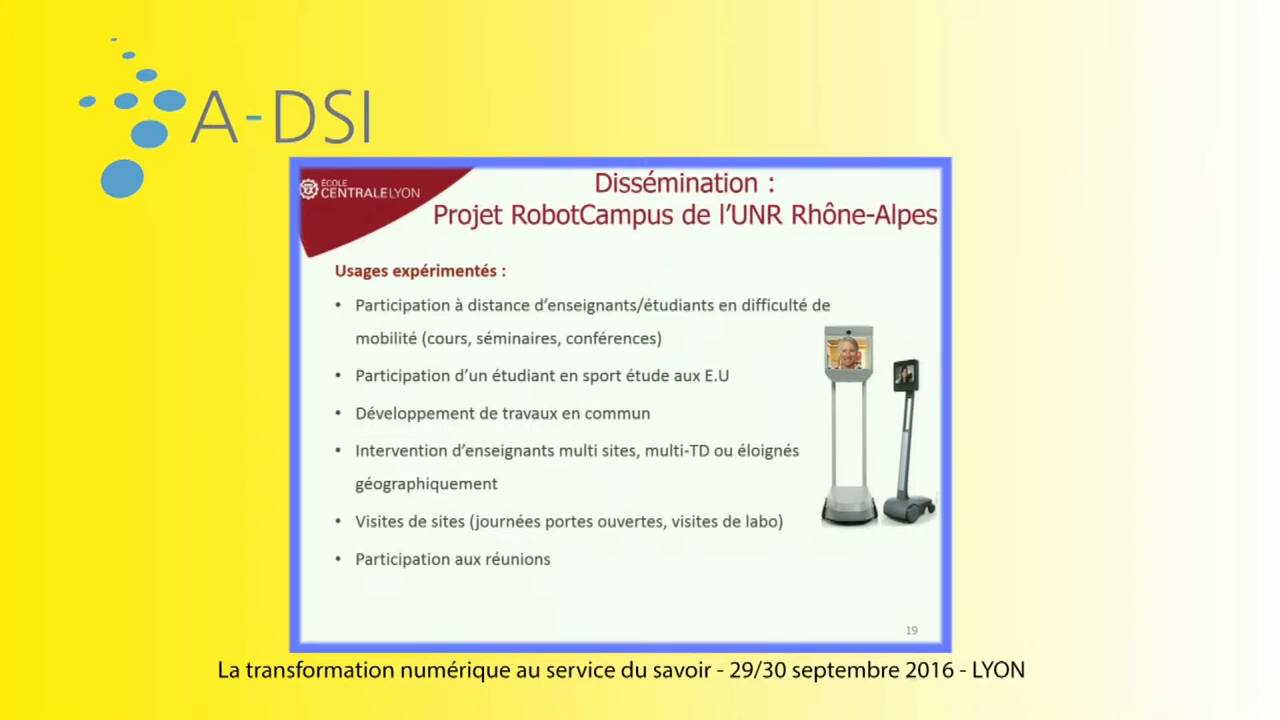 A-DSI
ÉCOLE
CENTRALELYON
Dissémination :
Projet RobotCampus de l'UNR Rhône-Alpes
Usages expérimentés :
• Participation à distance d'enseignants/étudiants en difficulté de
mobilité (cours, séminaires, conférences)
• Participation d'un étudiant en sport étude aux E.U
• Développement de travaux en commun
• Intervention d'enseignants multi sites, multi-TD ou éloignés
géographiquement
• Visites de sites (journées portes ouvertes, visites de labo)
• Participation aux réunions
19
La transformation numérique au service du savoir - 29/30 septembre 2016 - LYON